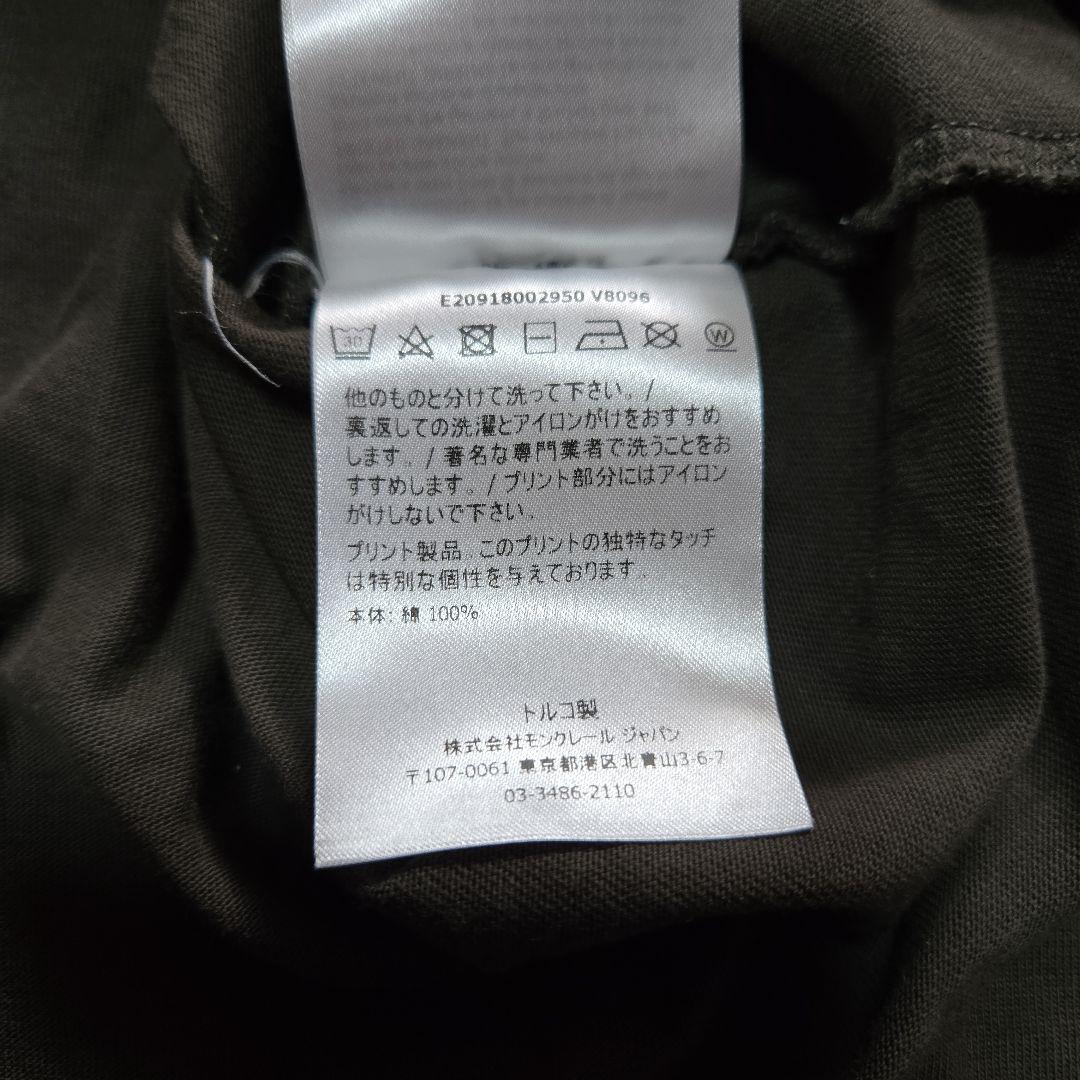 E20918002950 V8096
30
W
他のものと分けて洗って下さい。/
裏返しての洗濯とアイロンがけをおすすめ
します。/ 著名な専門業者で洗うことをお
すすめします。/ プリント部分にはアイロン
がけしないで下さい。
プリント製品。このプリントの独特なタッチ
は特別な個性を与えております。
本体: 綿 100%
トルコ製
株式会社モンクレール ジャパン
〒107-0061 東京都港区北青山3-6-7
03-3486-2110